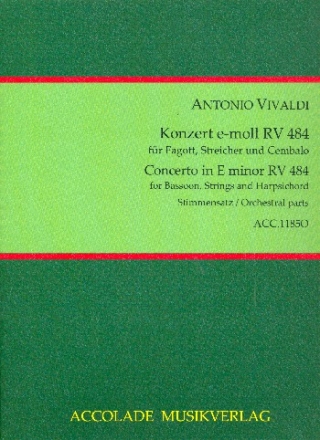 ANTONIO VIVALDI
Konzert e-moll RV 484
für Fagott, Streicher und Cembalo
Concerto in E minor RV 484
for Bassoon, Strings and Harpsichord
Stimmensatz / Orchestral parts
ACC.1185O
ACCOLADE MUSIKVERLAG